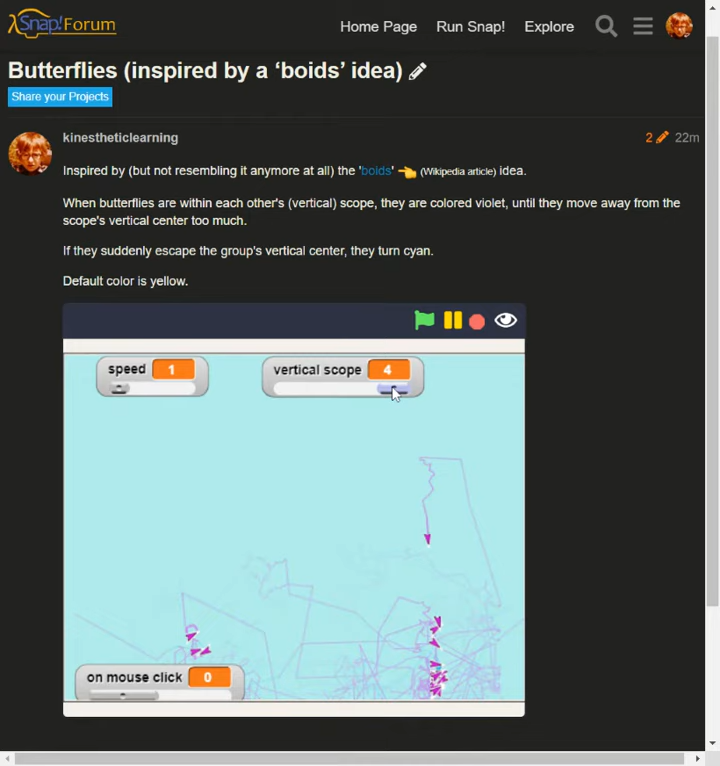 λSnap!Forum
Home Page Run Snap! Explore
Butterflies (inspired by a ‘boids’ idea)
Share your Projects
kinestheticlearning
2 22m
Inspired by (but not resembling it anymore at all) the 'boids' 👈 (Wikipedia article) idea.
When butterflies are within each other's (vertical) scope, they are colored violet, until they move away from the
scope's vertical center too much.
If they suddenly escape the group's vertical center, they turn cyan.
Default color is yellow.
speed 1
vertical scope 4
on mouse click 0